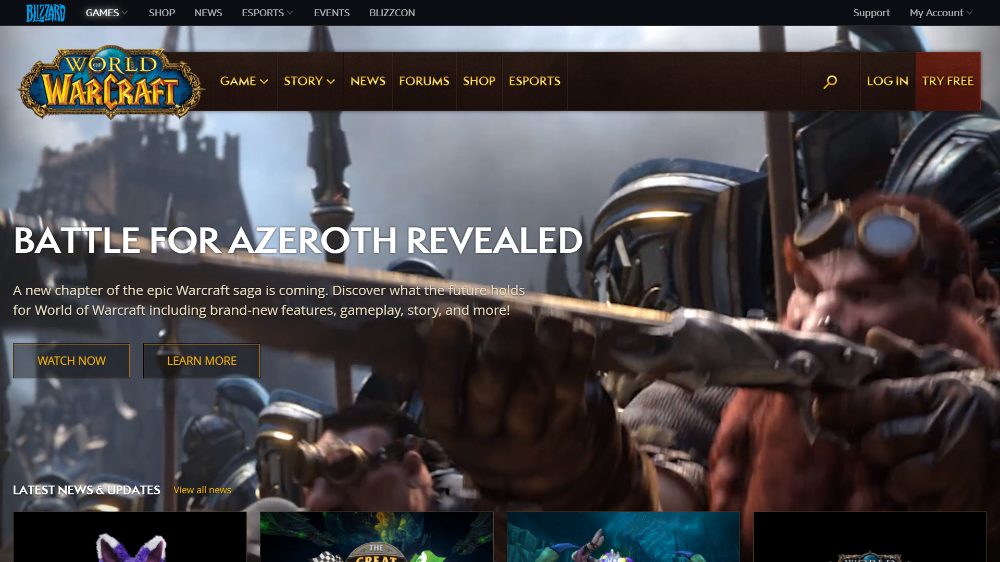 BLIZZARD GAMES SHOP NEWS ESPORTS EVENTS BLIZZCON Support My Account
WORLD OF WARCRAFT
GAME STORY NEWS FORUMS SHOP ESPORTS LOG IN TRY FREE
BATTLE FOR AZEROTH REVEALED
A new chapter of the epic Warcraft saga is coming. Discover what the future holds
for World of Warcraft including brand-new features, gameplay, story, and more!
WATCH NOW LEARN MORE
LATEST NEWS & UPDATES View all news
THE
GREAT
WORLD